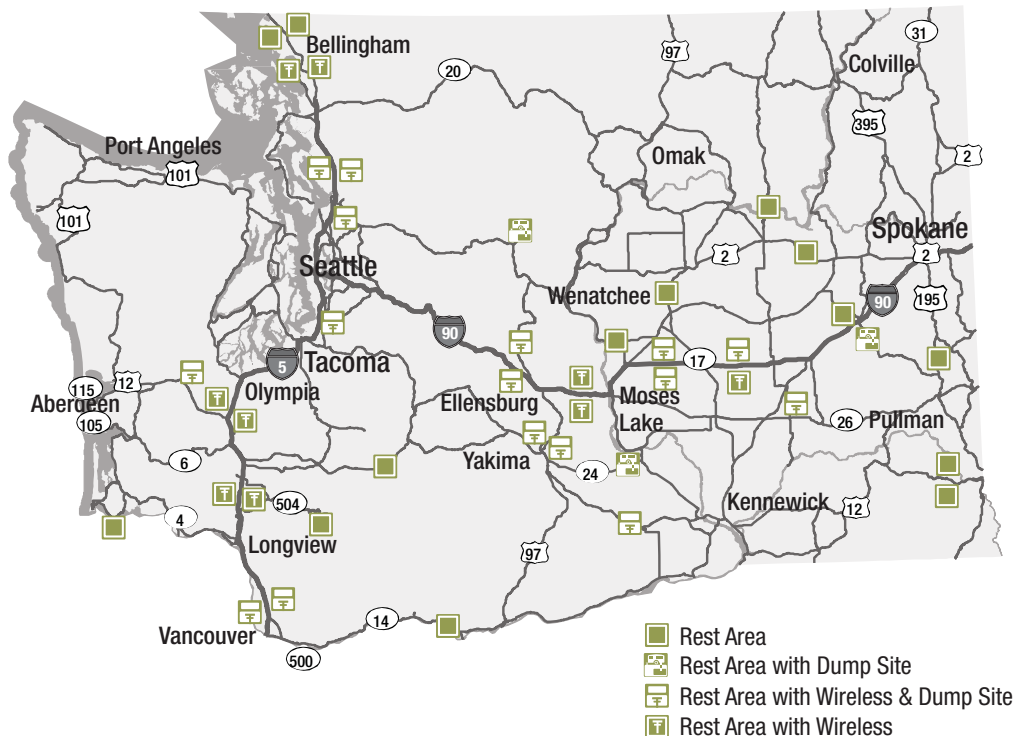 Bellingham
97
31
20
Colville
395
Port Angeles
101
Omak
2
101
Spokane
2
2
Seattle
Wenatchee
90
195
90
17
5
Tacoma
115
12
Olympia
Aberdeen
105
Ellensburg
Moses
Lake
26
Pullman
6
Yakima
24
504
Kennewick
12
4
Longview
97
14
Vancouver
500
Rest Area
Rest Area with Dump Site
Rest Area with Wireless & Dump Site
Rest Area with Wireless